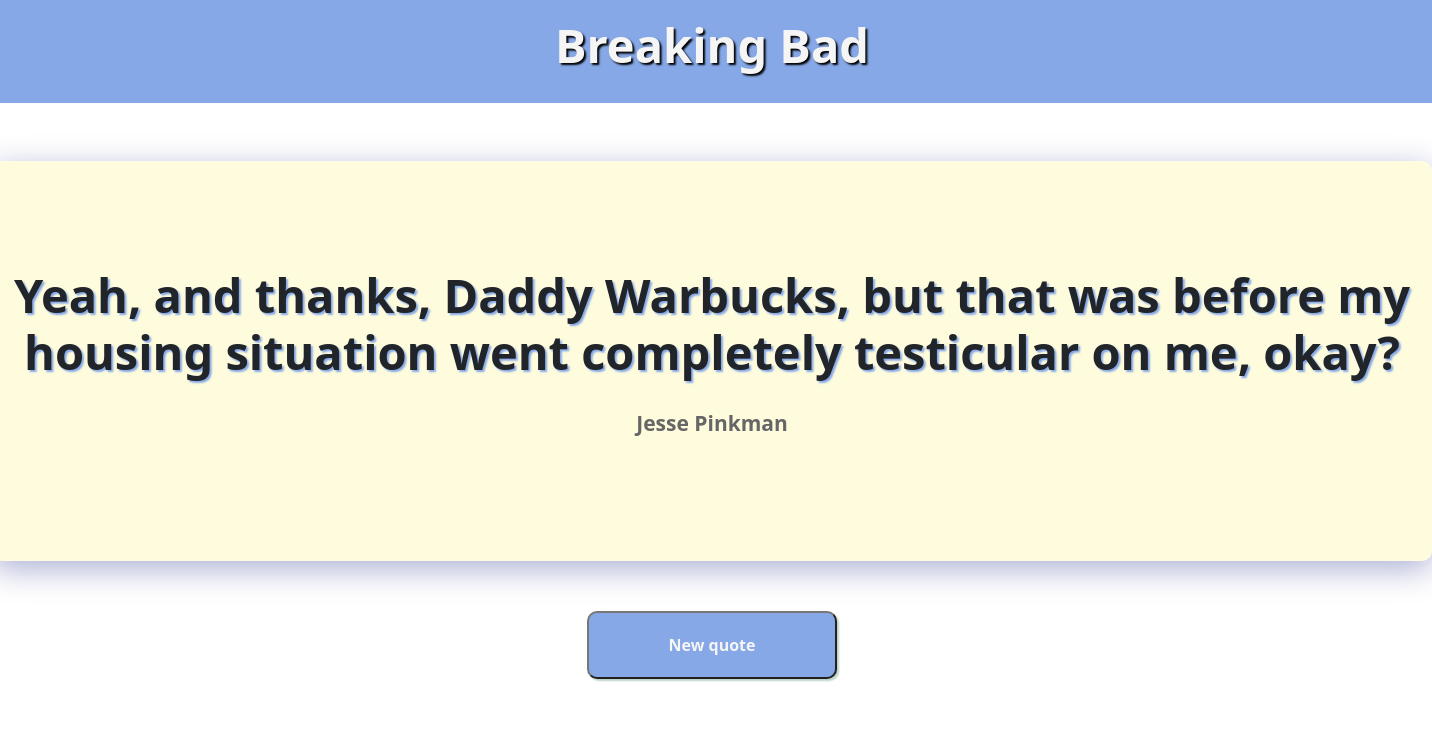 Breaking Bad
Yeah, and thanks, Daddy Warbucks, but that was before my
housing situation went completely testicular on me, okay?
Jesse Pinkman
New quote